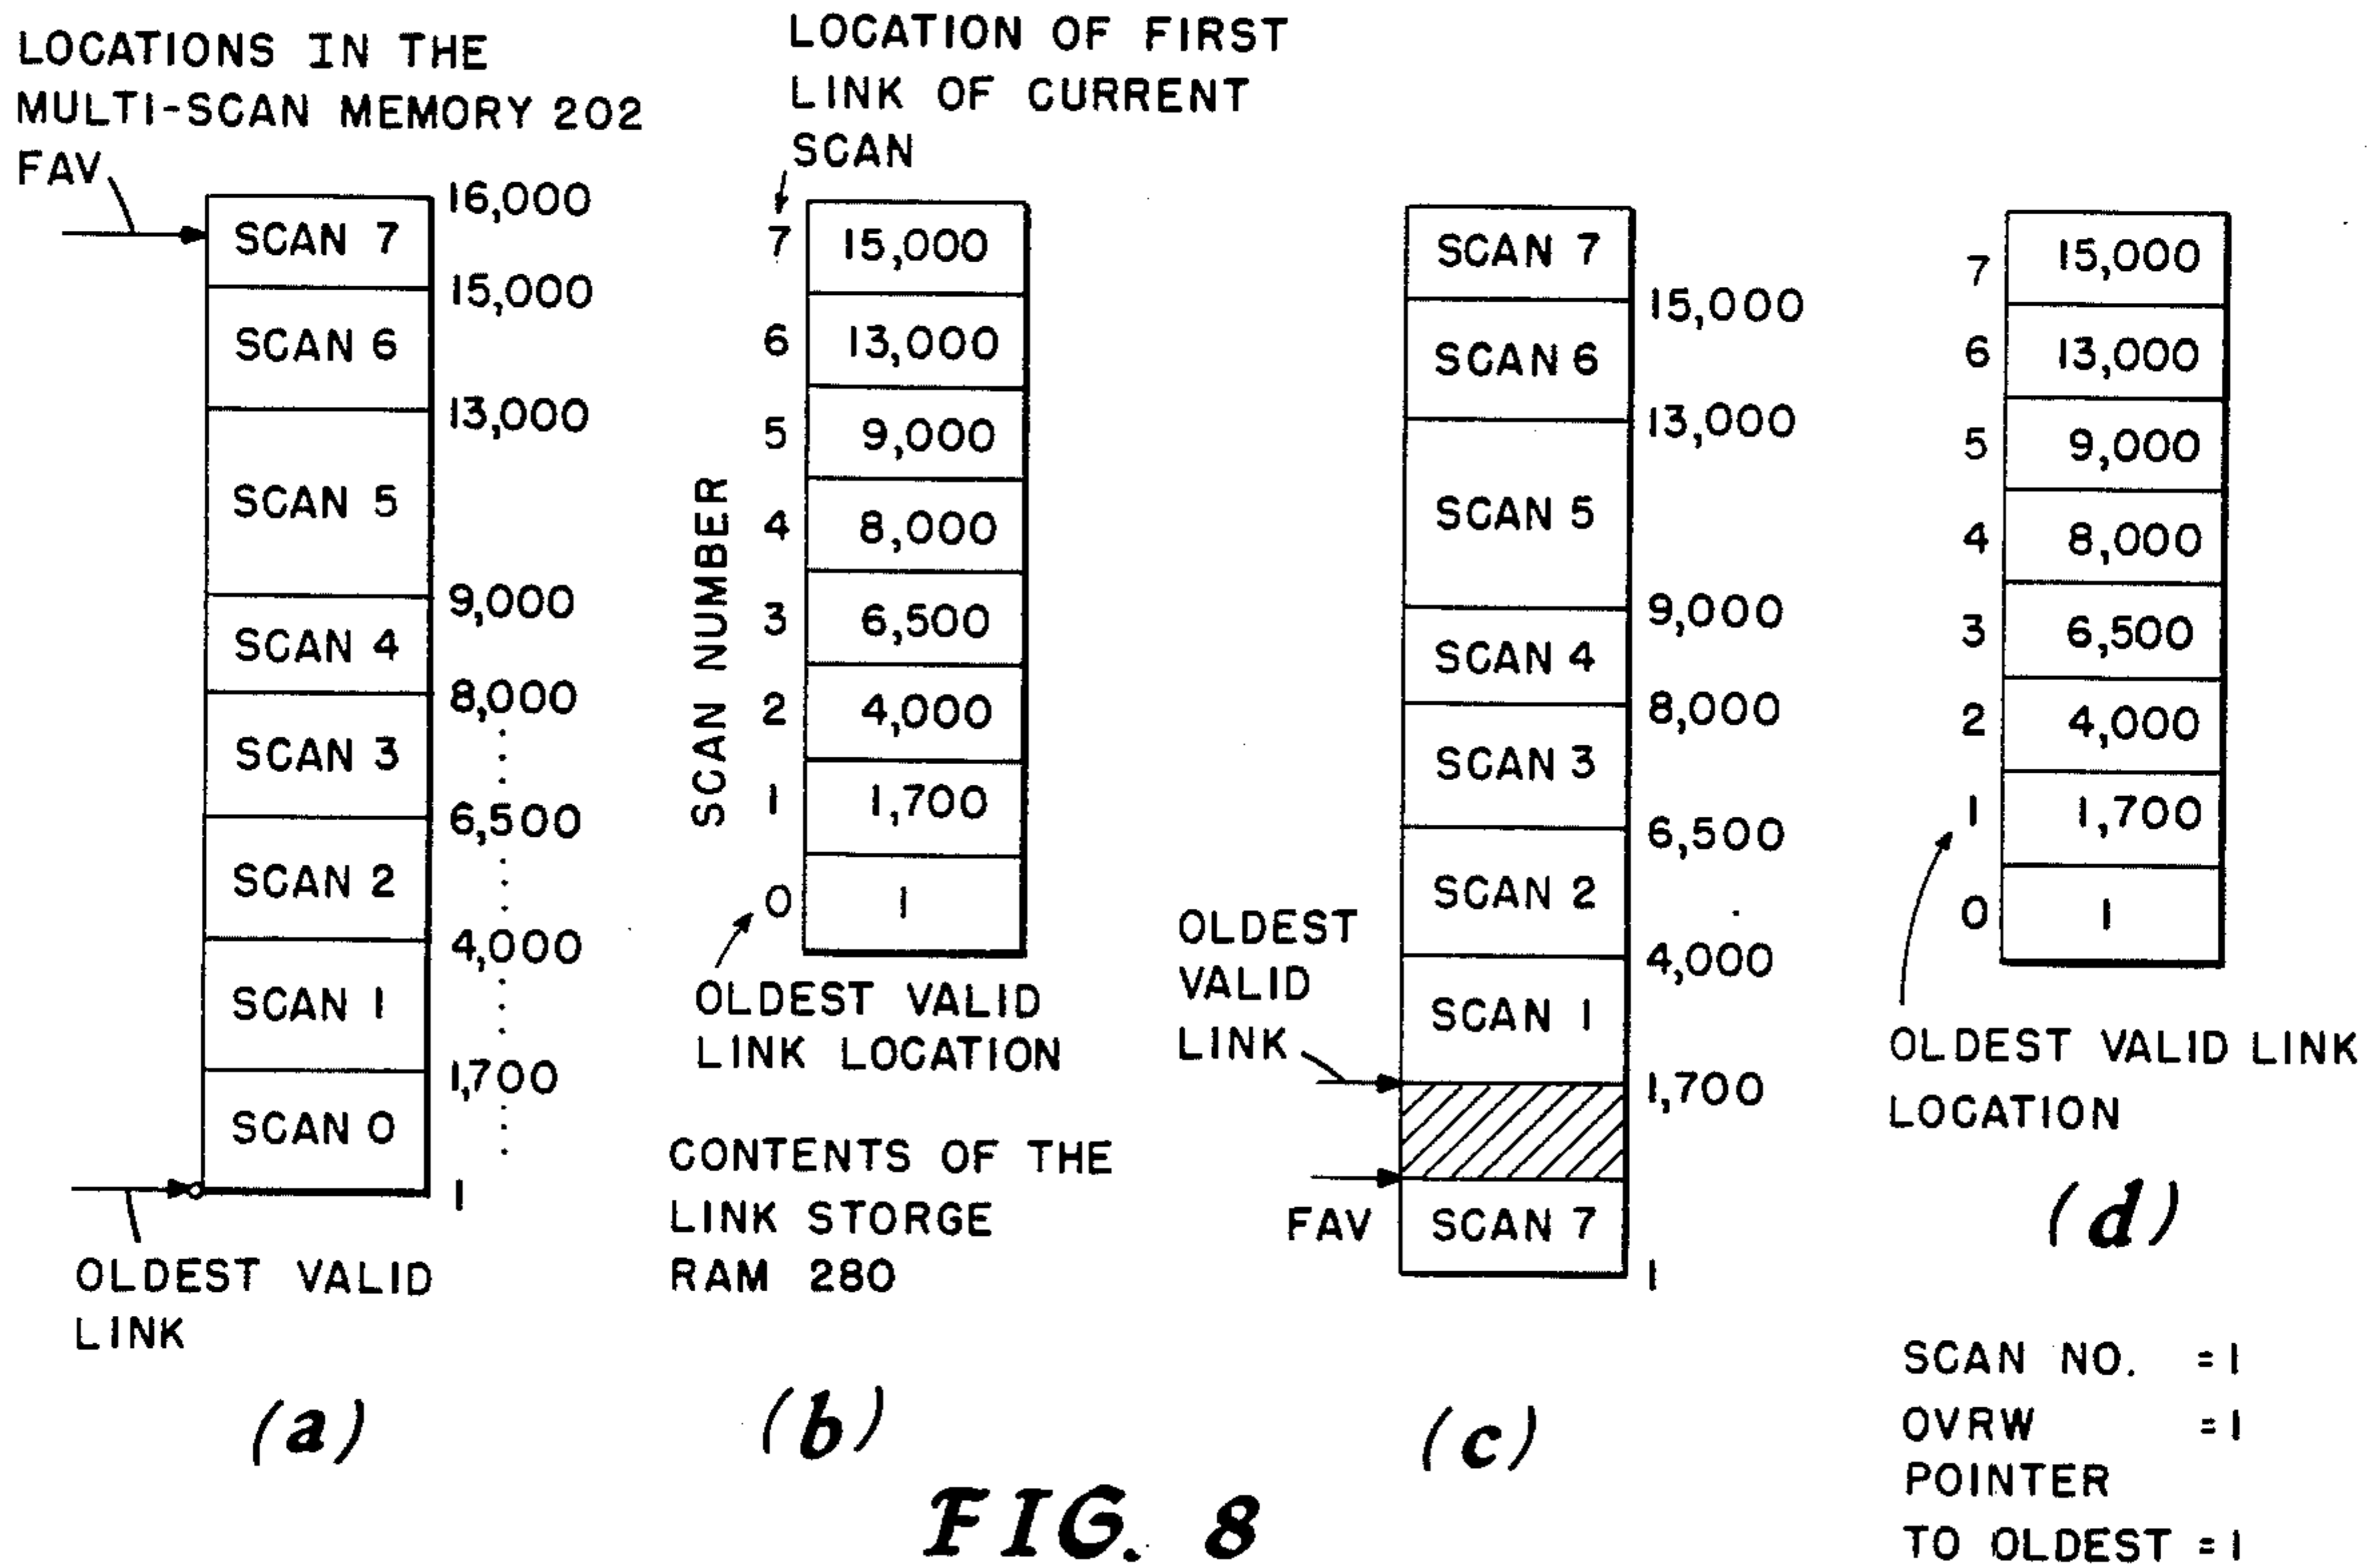 LOCATIONS IN THE
MULTI-SCAN MEMORY 202
FAV
16,000
SCAN 7
15,000
SCAN 6
13,000
SCAN 5
9,000
SCAN 4
8,000
SCAN 3
6,500
SCAN 2
4,000
SCAN 1
1,700
SCAN 0
1
OLDEST VALID
LINK
(a)
LOCATION OF FIRST
LINK OF CURRENT
SCAN
SCAN NUMBER
7 15,000
6 13,000
5 9,000
4 8,000
3 6,500
2 4,000
1 1,700
0 1
OLDEST VALID
LINK LOCATION
CONTENTS OF THE
LINK STORGE
RAM 280
(b)
SCAN 7
15,000
SCAN 6
13,000
SCAN 5
9,000
SCAN 4
8,000
SCAN 3
6,500
SCAN 2
4,000
SCAN 1
OLDEST
VALID
LINK
1,700
FAV
SCAN 7
1
(c)
7 15,000
6 13,000
5 9,000
4 8,000
3 6,500
2 4,000
1 1,700
0 1
OLDEST VALID LINK
LOCATION
(d)
SCAN NO. = 1
OVRW = 1
POINTER
TO OLDEST = 1
FIG. 8